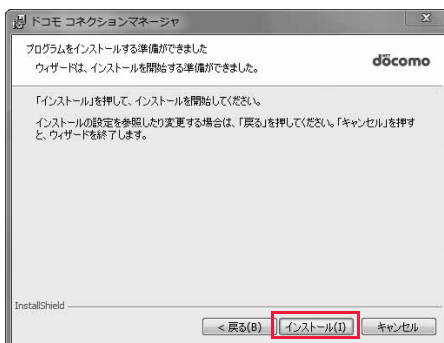 ドコモ コネクションマネージャ
x
プログラムをインストールする準備ができました
ウィザードは、インストールを開始する準備ができました。
döcomo
「インストール」を押して、インストールを開始してください。
インストールの設定を参照したり変更する場合は、「戻る」を押してください。「キャンセル」を押す
と、ウィザードを終了します。
InstallShield
< 戻る(B)
インストール(I)
キャンセル